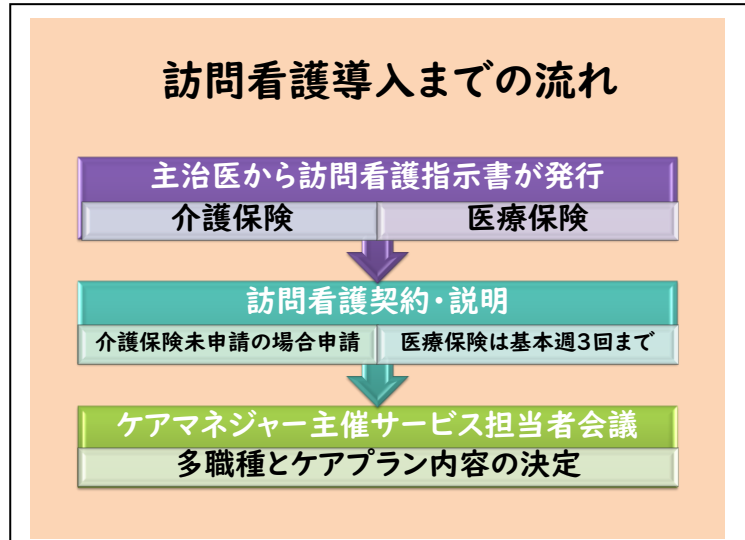 訪問看護導入までの流れ
主治医から訪問看護指示書が発行
介護保険 医療保険
訪問看護契約・説明
介護保険未申請の場合申請 医療保険は基本週3回まで
ケアマネジャー主催サービス担当者会議
多職種とケアプラン内容の決定